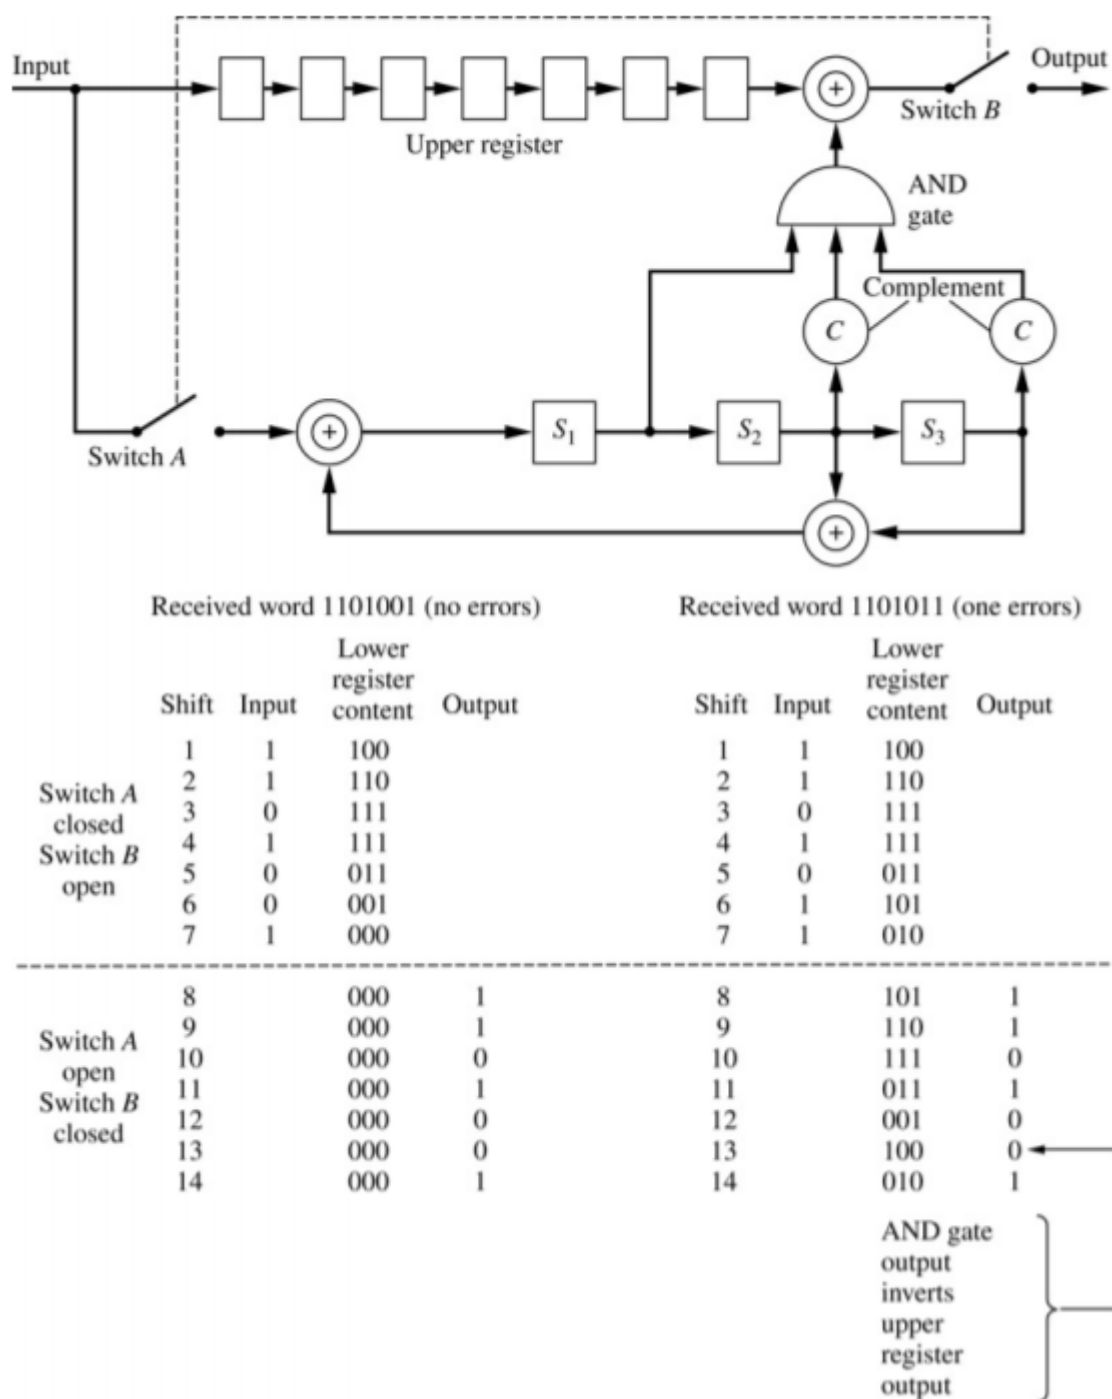 Input
Output
Switch B
Upper register
AND
gate
Complement
C
C
+
+
S1
S2
S3
Switch A
+
Received word 1101001 (no errors)
Lower
register
Shift Input content Output
1 1 100
2 1 110
3 0 111
4 1 111
5 0 011
6 0 001
7 1 000
Switch A
closed
Switch B
open
8 000 1
9 000 1
10 000 0
11 000 1
12 000 0
13 000 0
14 000 1
Switch A
open
Switch B
closed
Received word 1101011 (one errors)
Lower
register
Shift Input content Output
1 1 100
2 1 110
3 0 111
4 1 111
5 0 011
6 1 101
7 1 010
8 101 1
9 110 1
10 111 0
11 011 1
12 001 0
13 100 0
14 010 1
AND gate
output
inverts
upper
register
output